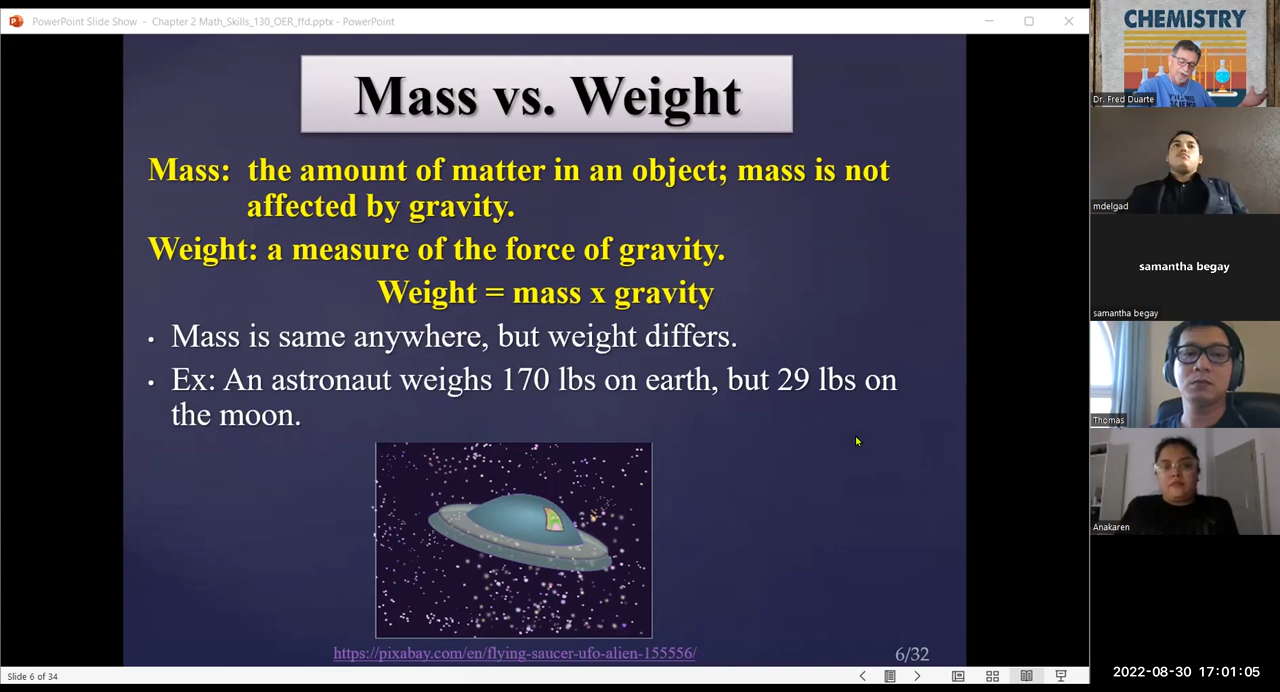 PowerPoint Slide Show - Chapter 2 Math_Skills_130_OER_ffd.pptx - PowerPoint
Mass vs. Weight
Mass: the amount of matter in an object; mass is not
affected by gravity.
Weight: a measure of the force of gravity.
Weight = mass x gravity
• Mass is same anywhere, but weight differs.
• Ex: An astronaut weighs 170 lbs on earth, but 29 lbs on
the moon.
https://pixabay.com/en/flying-saucer-ufo-alien-155556/
6/32
Slide 6 of 34
CHEMISTRY
Dr. Fred Duarte
mdelgad
samantha begay
samantha begay
Thomas
Anakaren
2022-08-30 17:01:05